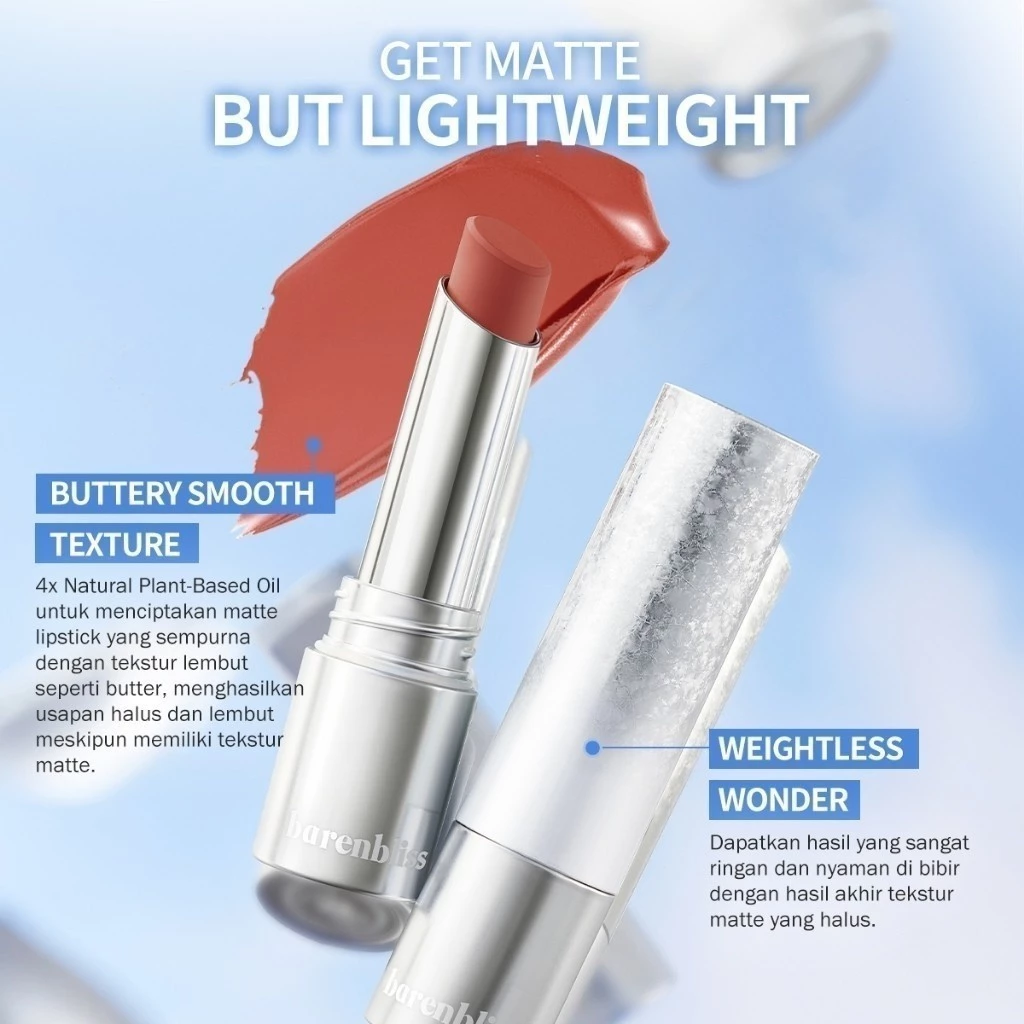 GET MATTE
BUT LIGHTWEIGHT
BUTTERY SMOOTH
TEXTURE
4x Natural Plant-Based Oil
untuk menciptakan matte
lipstick yang sempurna
dengan tekstur lembut
seperti butter, menghasilkan
usapan halus dan lembut
meskipun memiliki tekstur
matte.
WEIGHTLESS
WONDER
Dapatkan hasil yang sangat
ringan dan nyaman di bibir
dengan hasil akhir tekstur
matte yang halus.
barenbliss
barenbli